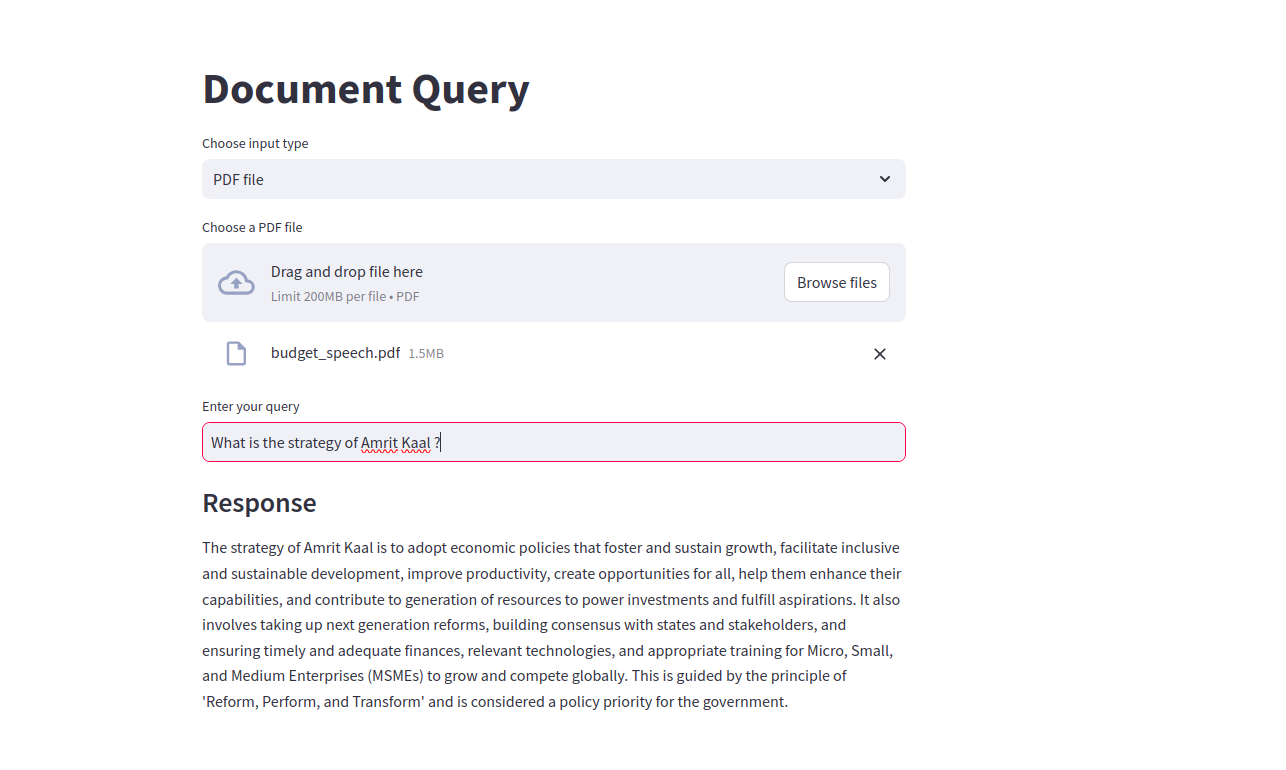 Document Query
Choose input type
PDF file
Choose a PDF file
Drag and drop file here
Limit 200MB per file • PDF
Browse files
budget_speech.pdf 1.5MB
Enter your query
What is the strategy of Amrit Kaal ?
Response
The strategy of Amrit Kaal is to adopt economic policies that foster and sustain growth, facilitate inclusive
and sustainable development, improve productivity, create opportunities for all, help them enhance their
capabilities, and contribute to generation of resources to power investments and fulfill aspirations. It also
involves taking up next generation reforms, building consensus with states and stakeholders, and
ensuring timely and adequate finances, relevant technologies, and appropriate training for Micro, Small,
and Medium Enterprises (MSMEs) to grow and compete globally. This is guided by the principle of
'Reform, Perform, and Transform' and is considered a policy priority for the government.